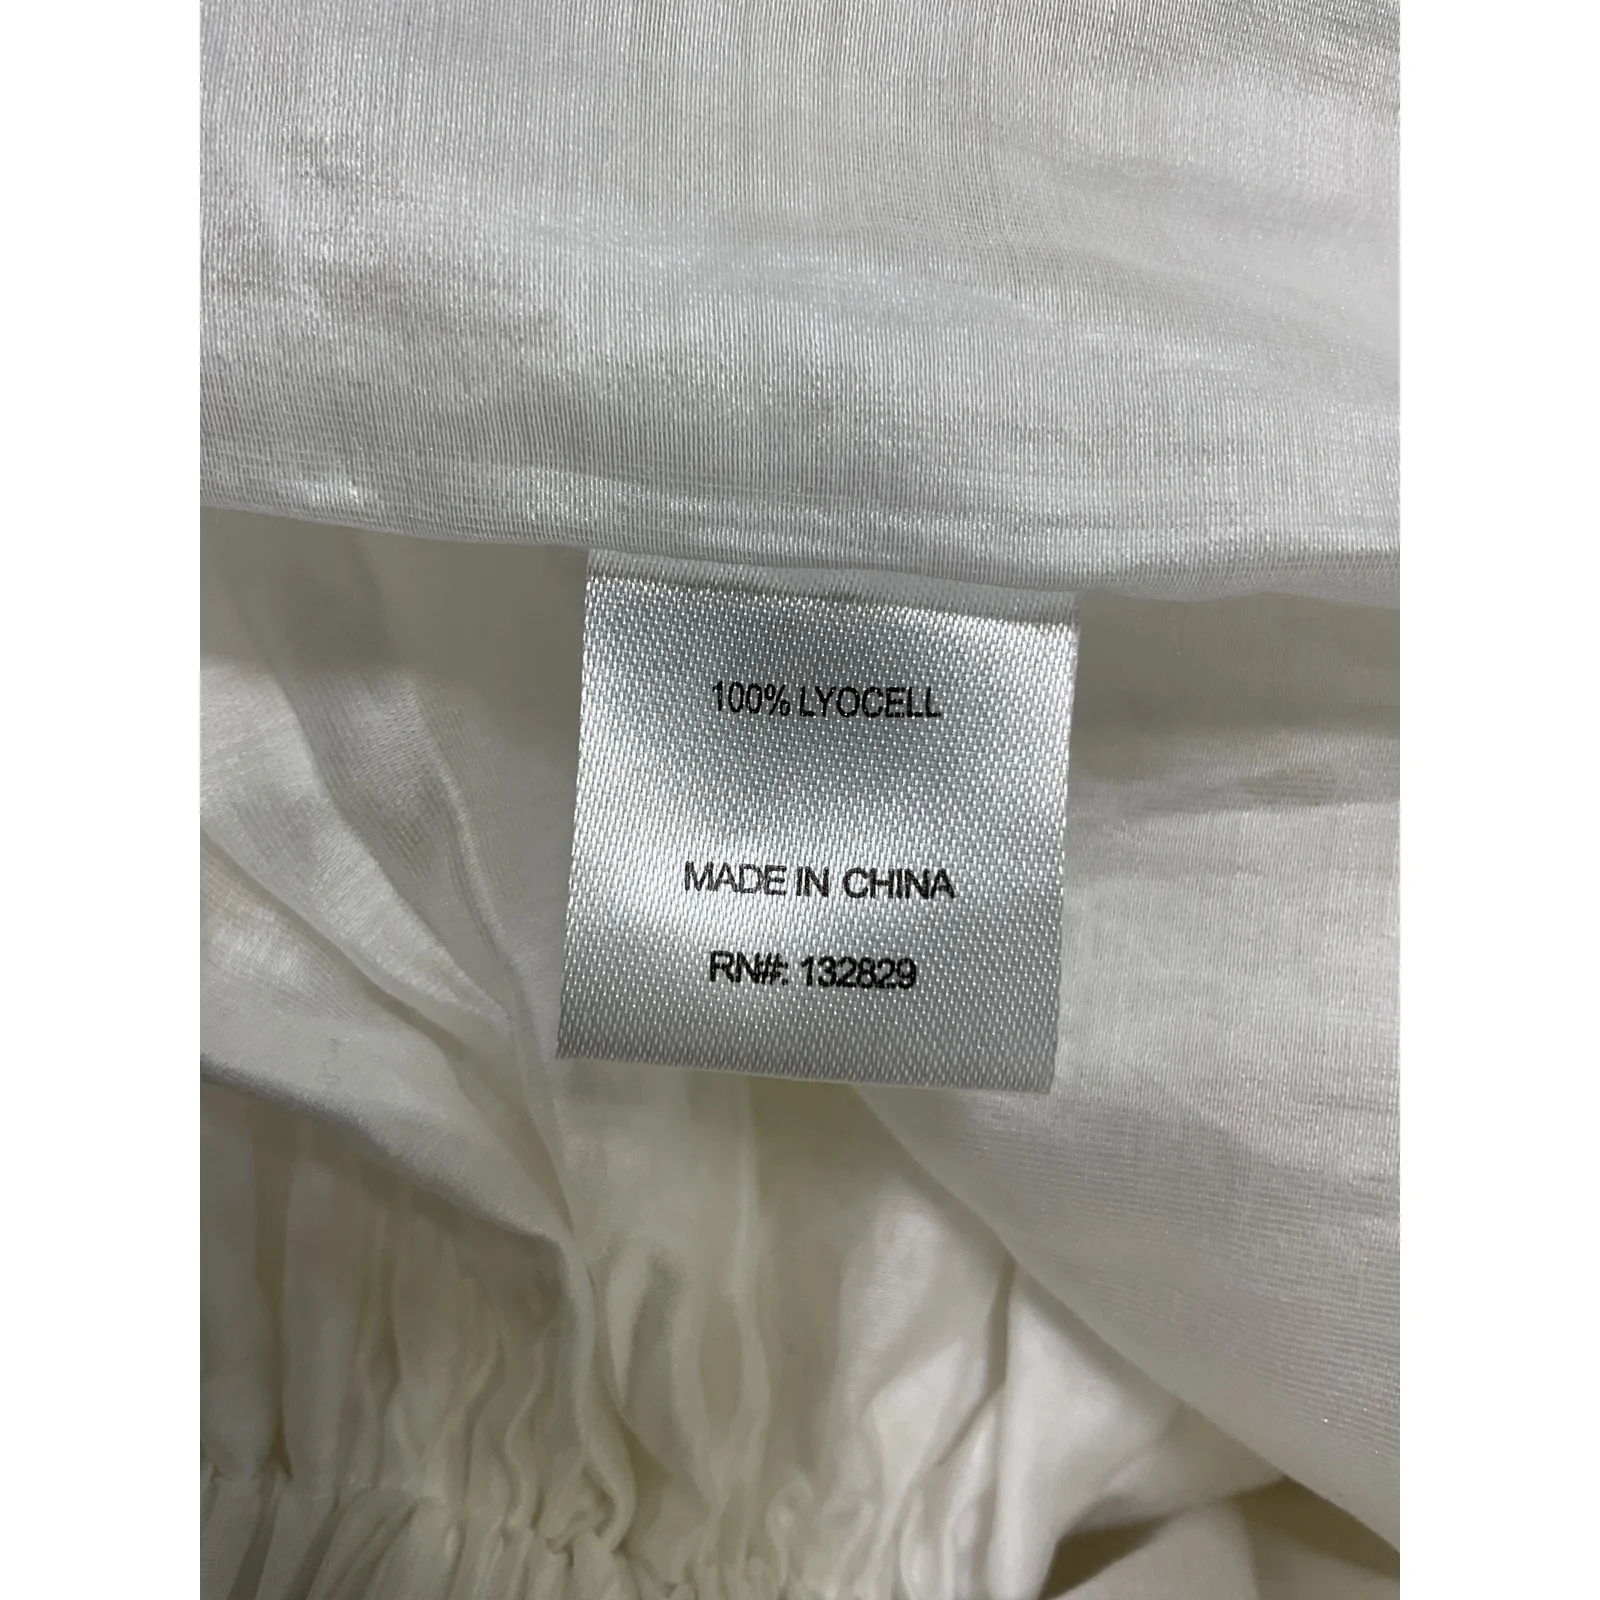 100% LYOCELL
MADE IN CHINA
RN#: 132829